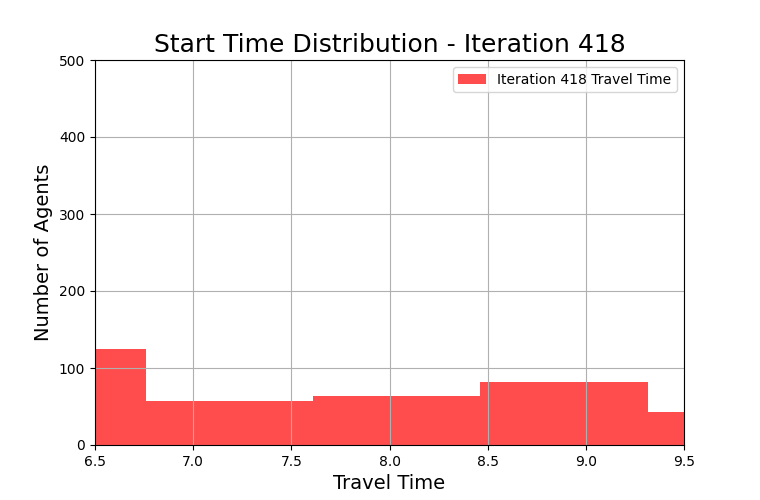 Start Time Distribution - Iteration 418
500
400
300
200
100
0
Number of Agents
Iteration 418 Travel Time
6.5 7.0 7.5 8.0 8.5 9.0 9.5
Travel Time